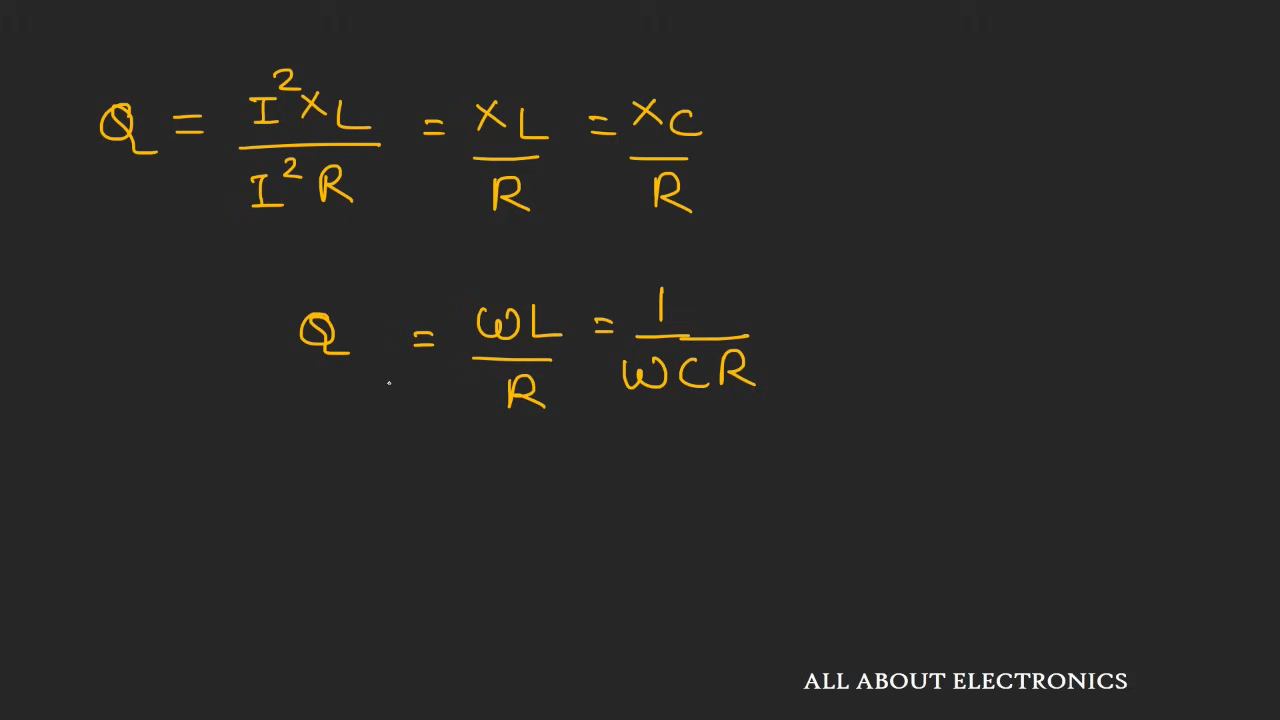 Q = I²XL / I²R = XL / R = XC / R
Q = ωL / R = 1 / ωCR
ALL ABOUT ELECTRONICS